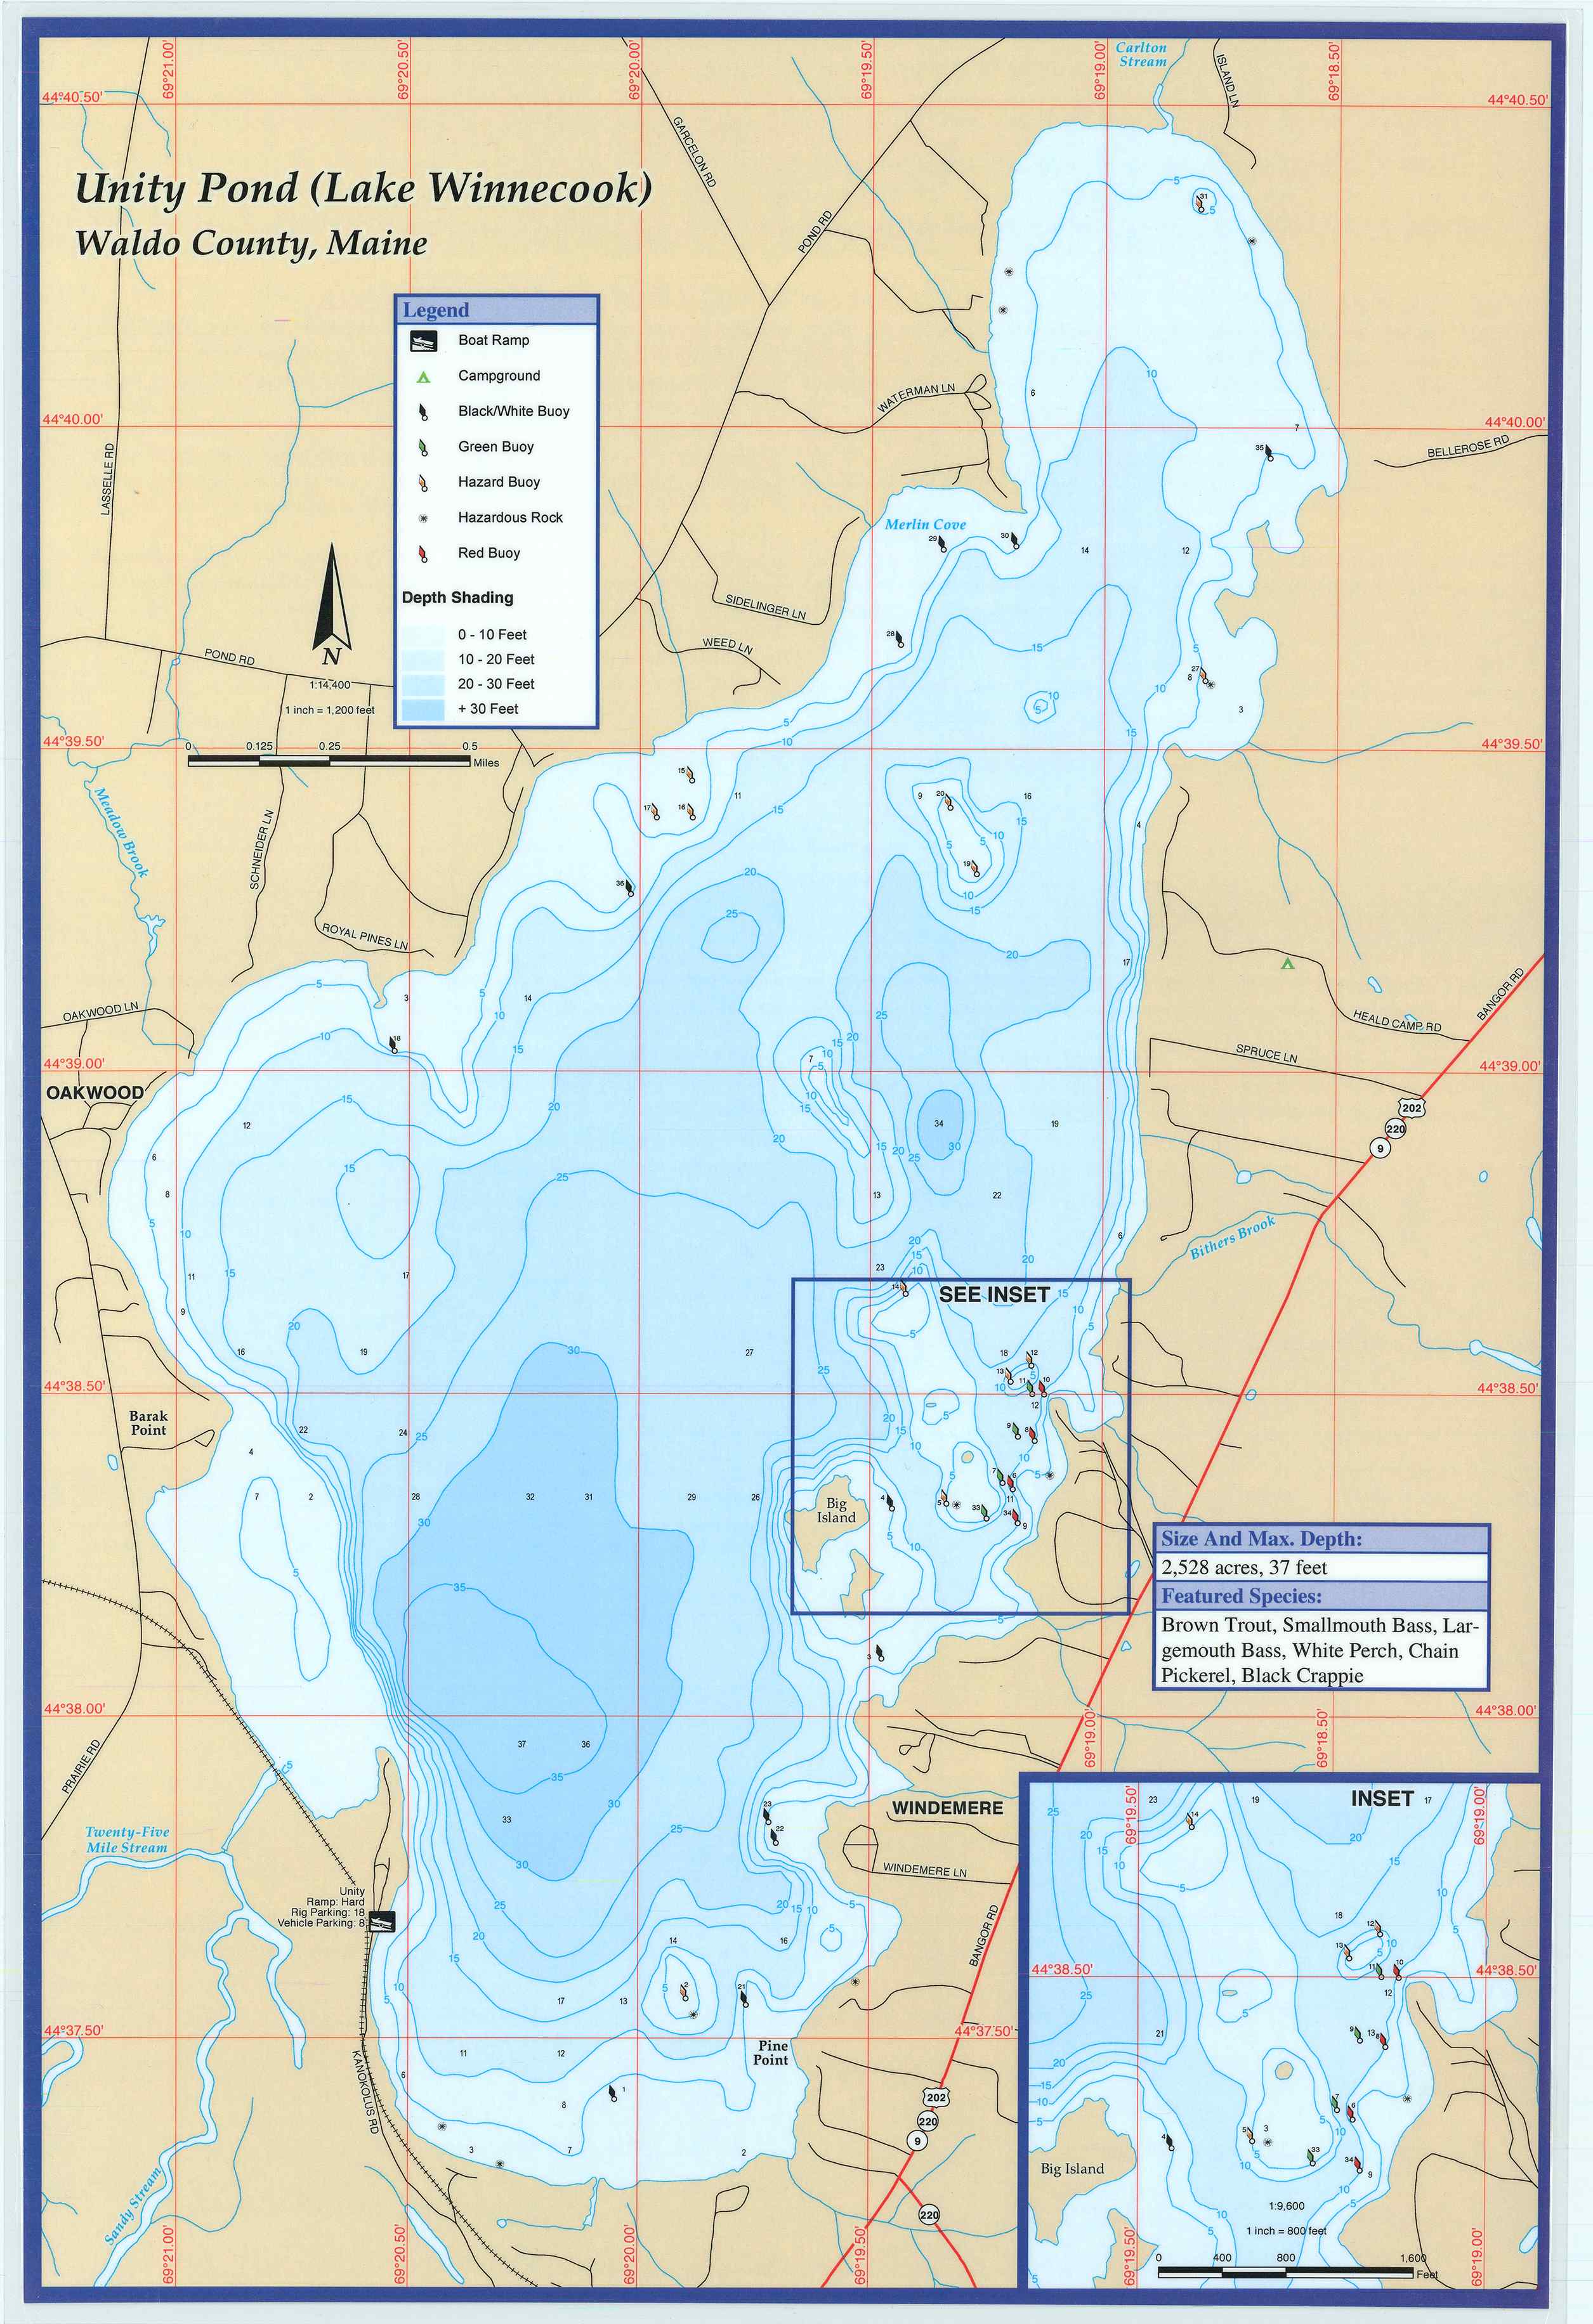 Unity Pond (Lake Winnecook)
Waldo County, Maine
Legend
Boat Ramp
Campground
Black/White Buoy
Green Buoy
Hazard Buoy
Hazardous Rock
Red Buoy
Depth Shading
0 - 10 Feet
10 - 20 Feet
20 - 30 Feet
+ 30 Feet
N
1:14,400
1 inch = 1,200 feet
0 0.125 0.25 0.5
Miles
69°21.00' 69°20.50' 69°20.00' 69°19.50' 69°19.00' 69°18.50'
44°40.50' 44°40.50'
44°40.00' 44°40.00'
44°39.50' 44°39.50'
44°39.00' 44°39.00'
44°38.50' 44°38.50'
44°38.00' 44°38.00'
44°37.50' 44°37.50'
69°21.00' 69°20.50' 69°20.00' 69°19.50'
69°19.00' 69°18.50'
Carlton
Stream
ISLAND LN
GARCELON RD
POND RD
LASSELLE RD
WATERMAN LN
BELLEROSE RD
Merlin Cove
SIDELINGER LN
WEED LN
POND RD
Meadow Brook
SCHNEIDER LN
ROYAL PINES LN
OAKWOOD LN
OAKWOOD
HEALD CAMP RD
BANGOR RD
SPRUCE LN
202
220
9
Bithers Brook
SEE INSET
Barak
Point
Big
Island
Size And Max. Depth:
2,528 acres, 37 feet
Featured Species:
Brown Trout, Smallmouth Bass, Lar-
gemouth Bass, White Perch, Chain
Pickerel, Black Crappie
PRAIRIE RD
Twenty-Five
Mile Stream
WINDEMERE
WINDEMERE LN
Unity
Ramp: Hard
Rig Parking: 18
Vehicle Parking: 8
BANGOR RD
Pine
Point
KANOKOLUS RD
Sandy Stream
202
220
9
220
INSET
69°19.50' 69°19.00'
44°38.50' 44°38.50'
Big Island
1:9,600
1 inch = 800 feet
0 400 800 1,600
Feet
69°19.50' 69°19.00'